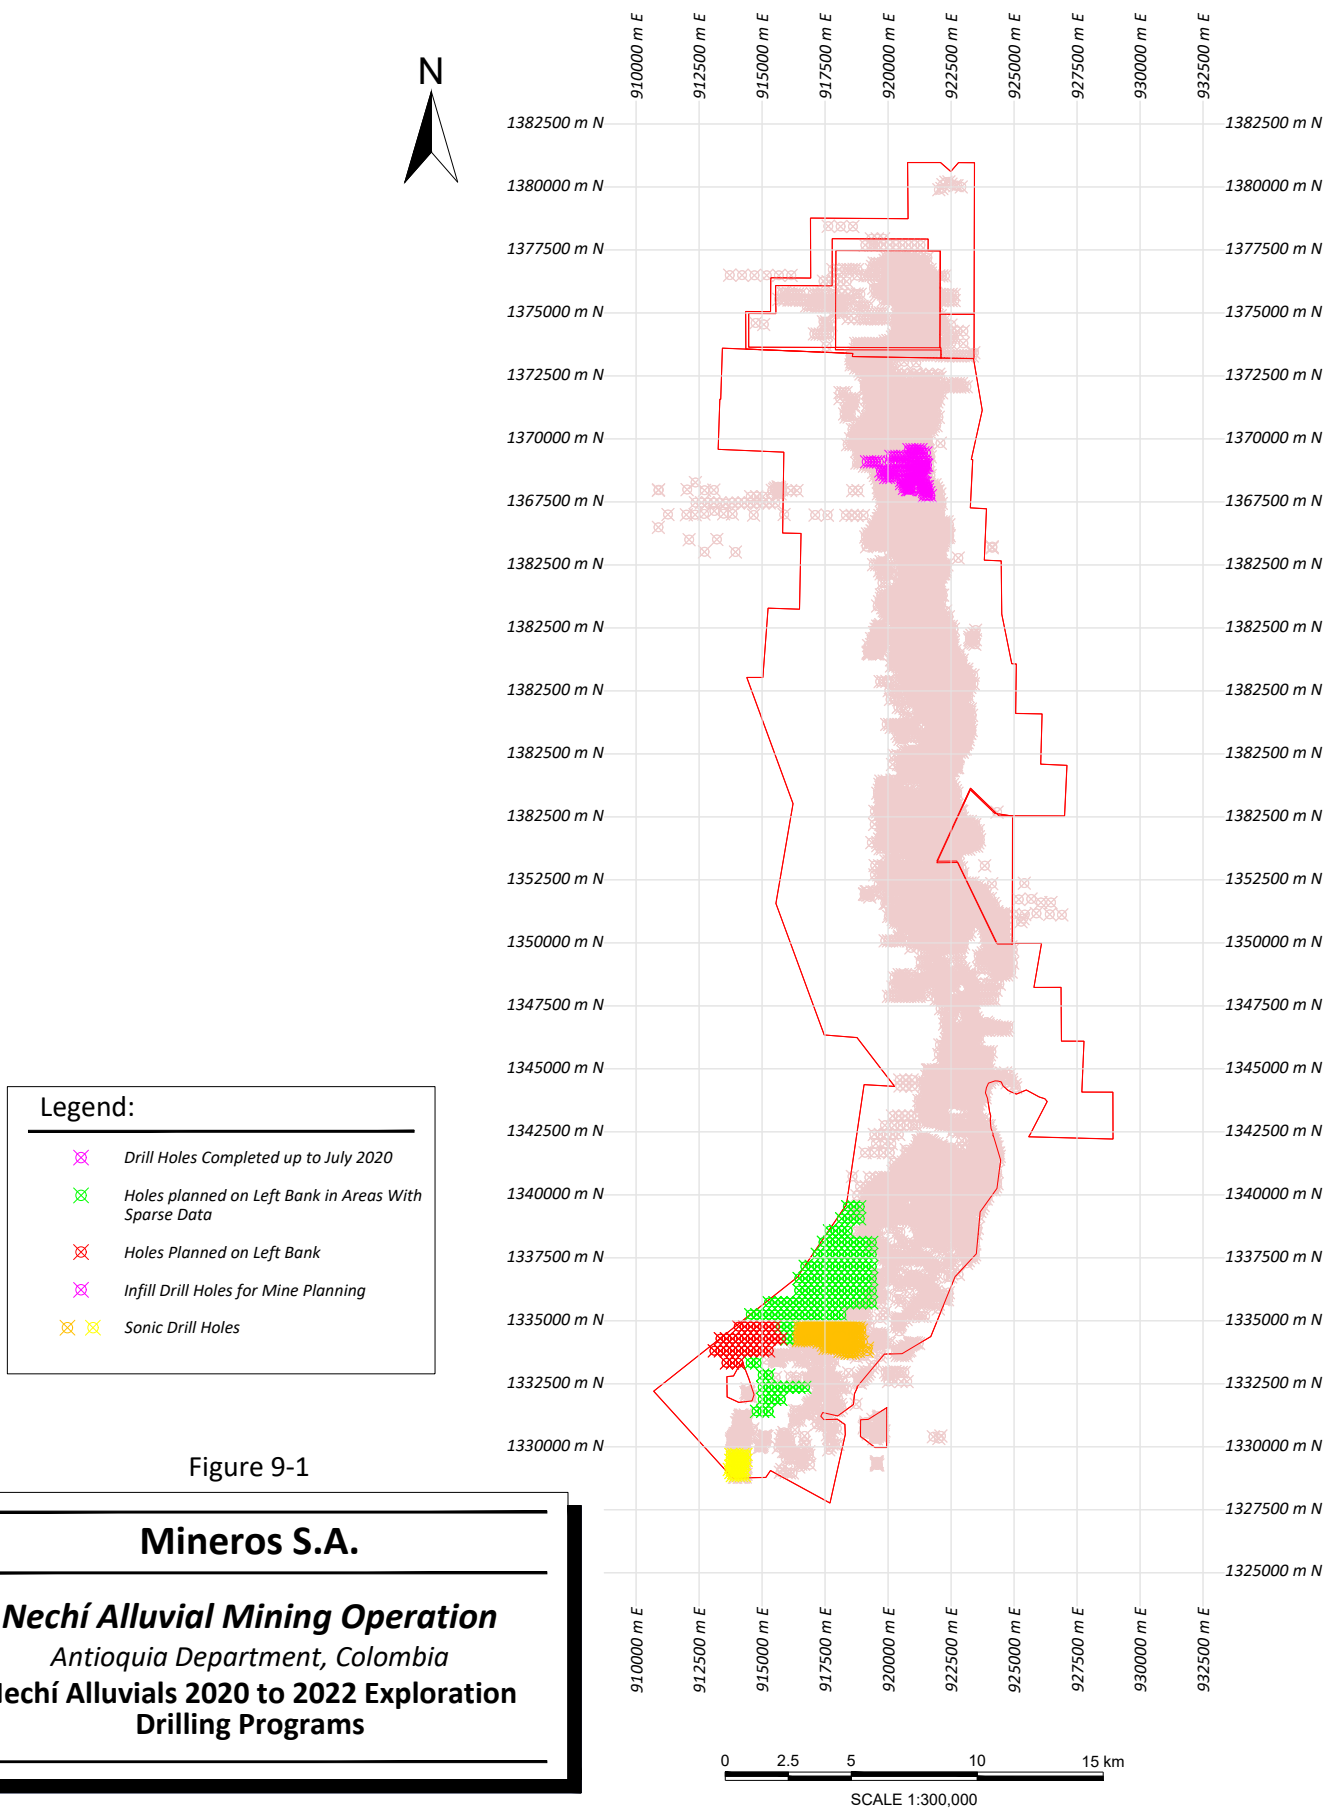 910000 m E
912500 m E
915000 m E
917500 m E
920000 m E
922500 m E
925000 m E
927500 m E
930000 m E
932500 m E
N
1382500 m N 1382500 m N
1380000 m N 1380000 m N
1377500 m N 1377500 m N
1375000 m N 1375000 m N
1372500 m N 1372500 m N
1370000 m N 1370000 m N
1367500 m N 1367500 m N
1382500 m N 1382500 m N
1382500 m N 1382500 m N
1382500 m N 1382500 m N
1382500 m N 1382500 m N
1382500 m N 1382500 m N
1352500 m N 1352500 m N
1350000 m N 1350000 m N
1347500 m N 1347500 m N
1345000 m N 1345000 m N
1342500 m N 1342500 m N
1340000 m N 1340000 m N
1337500 m N 1337500 m N
1335000 m N 1335000 m N
1332500 m N 1332500 m N
1330000 m N 1330000 m N
1327500 m N 1327500 m N
1325000 m N 1325000 m N
910000 m E
912500 m E
915000 m E
917500 m E
920000 m E
922500 m E
925000 m E
927500 m E
930000 m E
932500 m E
Legend:
Drill Holes Completed up to July 2020
Holes planned on Left Bank in Areas With
Sparse Data
Holes Planned on Left Bank
Infill Drill Holes for Mine Planning
Sonic Drill Holes
Figure 9-1
Mineros S.A.
Nechí Alluvial Mining Operation
Antioquia Department, Colombia
lechí Alluvials 2020 to 2022 Exploration
Drilling Programs
0 2.5 5 10 15 km
SCALE 1:300,000